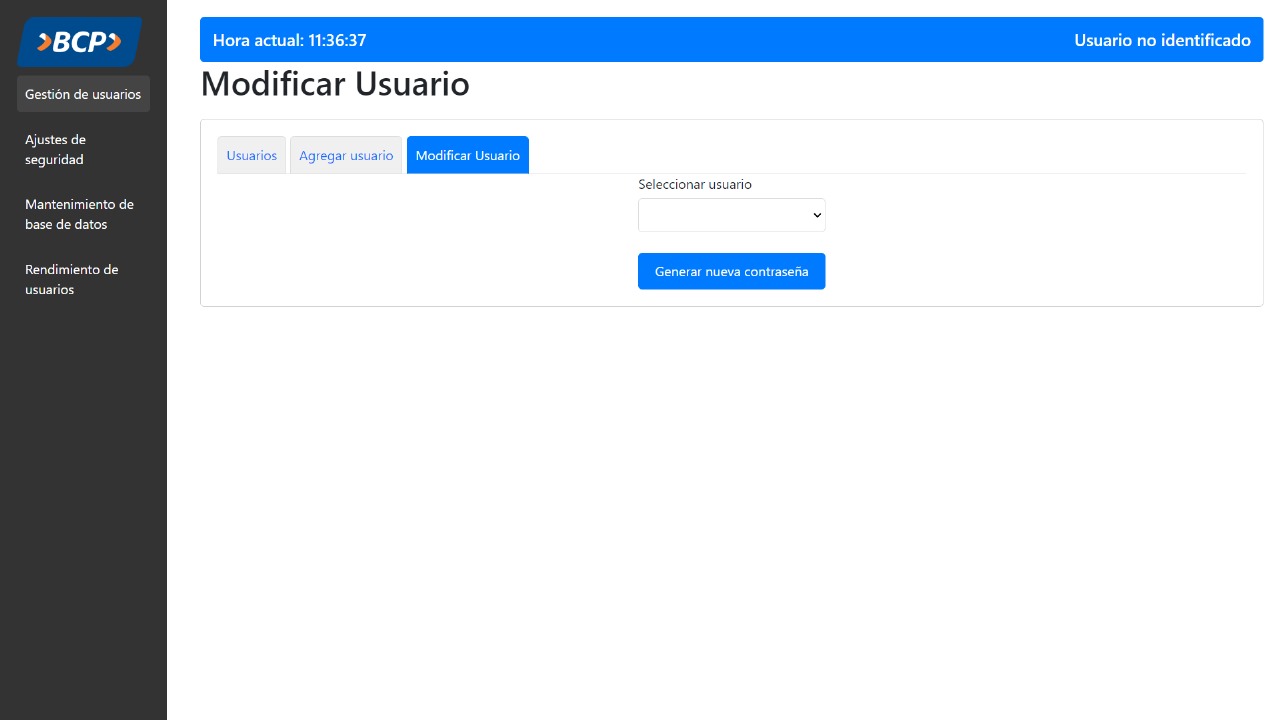 BCP
Hora actual: 11:36:37
Usuario no identificado
Modificar Usuario
Gestión de usuarios
Ajustes de
seguridad
Mantenimiento de
base de datos
Rendimiento de
usuarios
Usuarios
Agregar usuario
Modificar Usuario
Seleccionar usuario
Generar nueva contraseña